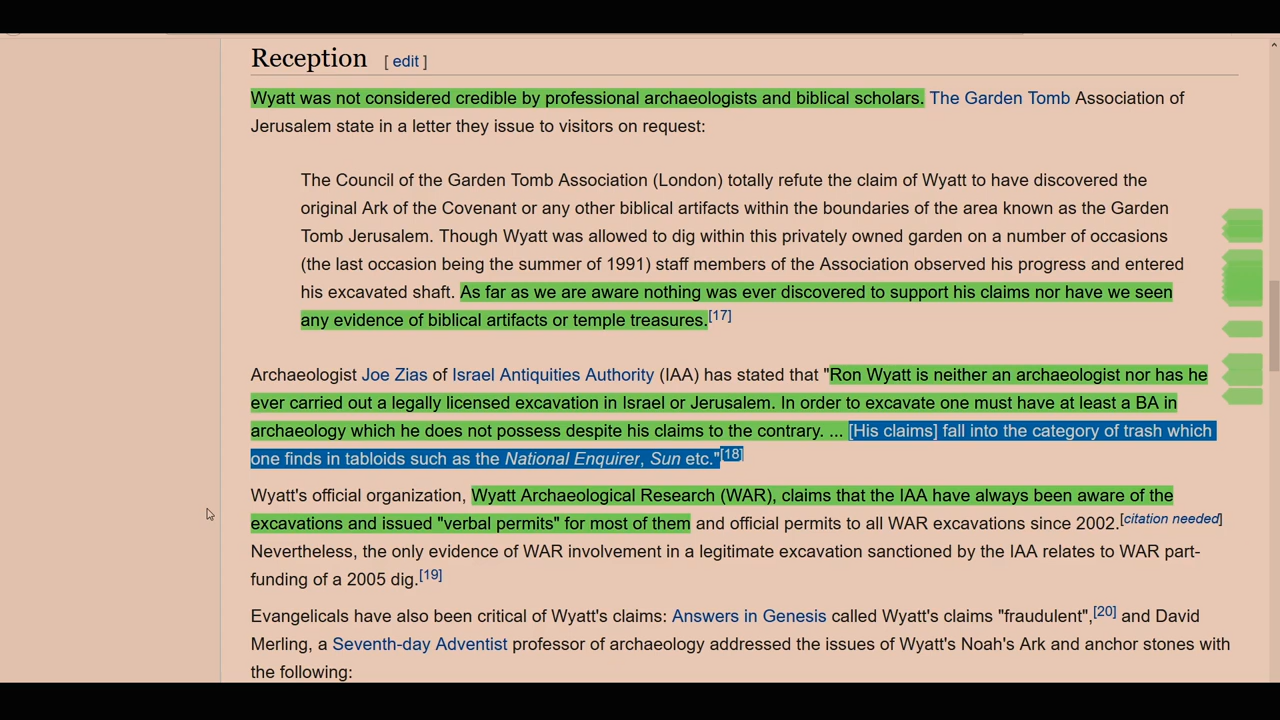 Reception [ edit ]
Wyatt was not considered credible by professional archaeologists and biblical scholars. The Garden Tomb Association of
Jerusalem state in a letter they issue to visitors on request:
The Council of the Garden Tomb Association (London) totally refute the claim of Wyatt to have discovered the
original Ark of the Covenant or any other biblical artifacts within the boundaries of the area known as the Garden
Tomb Jerusalem. Though Wyatt was allowed to dig within this privately owned garden on a number of occasions
(the last occasion being the summer of 1991) staff members of the Association observed his progress and entered
his excavated shaft. As far as we are aware nothing was ever discovered to support his claims nor have we seen
any evidence of biblical artifacts or temple treasures.[17]
Archaeologist Joe Zias of Israel Antiquities Authority (IAA) has stated that "Ron Wyatt is neither an archaeologist nor has he
ever carried out a legally licensed excavation in Israel or Jerusalem. In order to excavate one must have at least a BA in
archaeology which he does not possess despite his claims to the contrary. ... [His claims] fall into the category of trash which
one finds in tabloids such as the National Enquirer, Sun etc."[18]
Wyatt's official organization, Wyatt Archaeological Research (WAR), claims that the IAA have always been aware of the
excavations and issued "verbal permits" for most of them and official permits to all WAR excavations since 2002.[citation needed]
Nevertheless, the only evidence of WAR involvement in a legitimate excavation sanctioned by the IAA relates to WAR part-
funding of a 2005 dig.[19]
Evangelicals have also been critical of Wyatt's claims: Answers in Genesis called Wyatt's claims "fraudulent",[20] and David
Merling, a Seventh-day Adventist professor of archaeology addressed the issues of Wyatt's Noah's Ark and anchor stones with
the following: